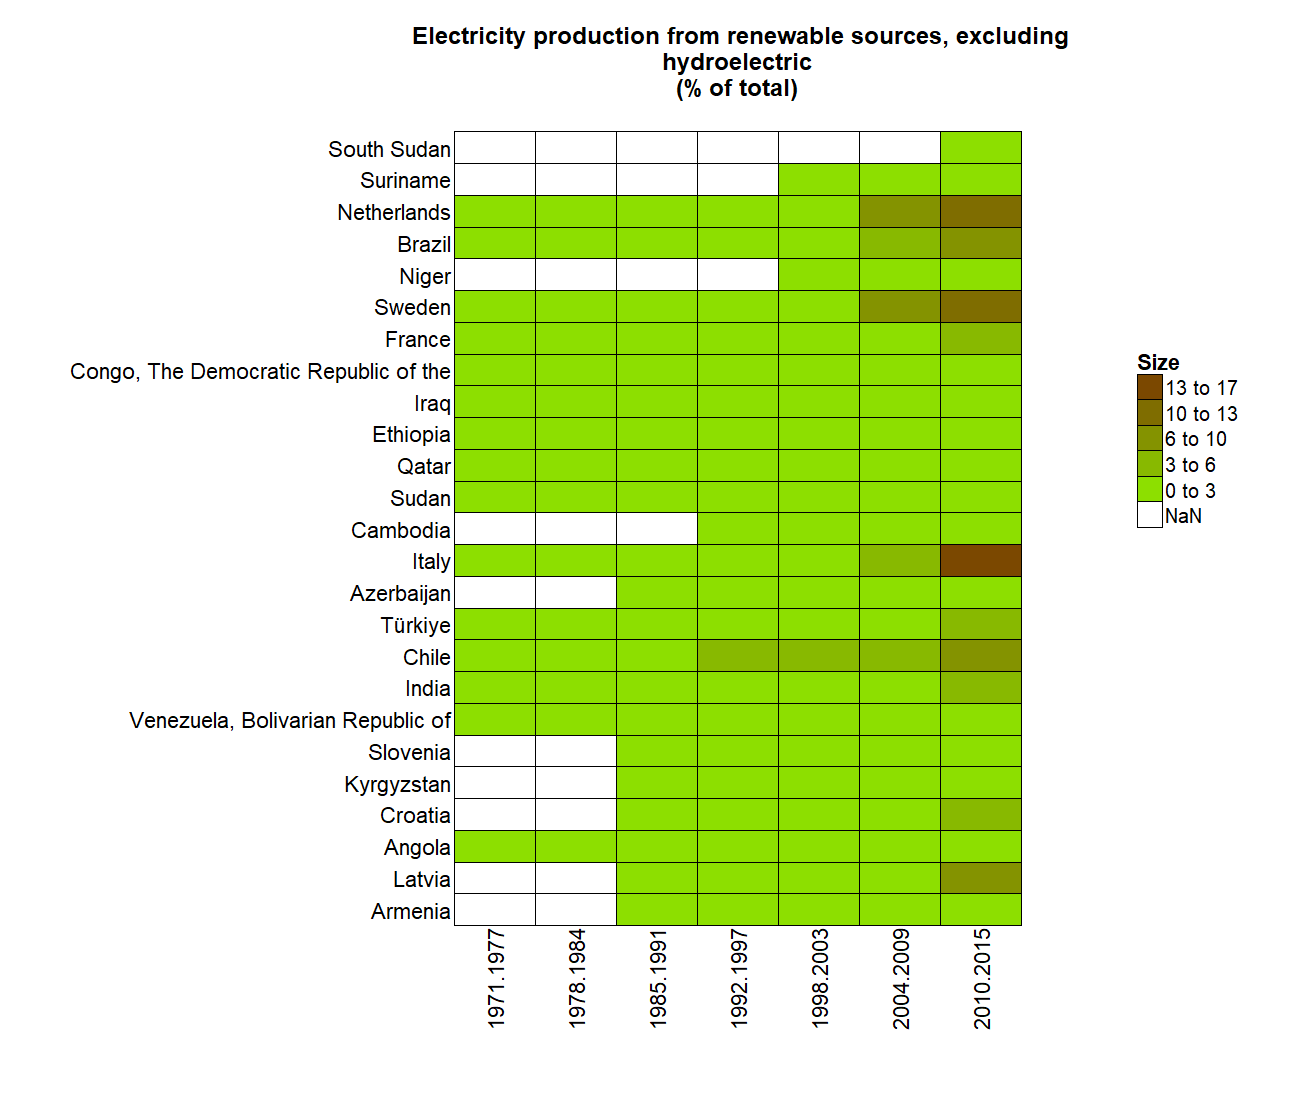 Electricity production from renewable sources, excluding
hydroelectric
(% of total)
South Sudan
Suriname
Netherlands
Brazil
Niger
Sweden
France
Congo, The Democratic Republic of the
Iraq
Ethiopia
Qatar
Sudan
Cambodia
Italy
Azerbaijan
Türkiye
Chile
India
Venezuela, Bolivarian Republic of
Slovenia
Kyrgyzstan
Croatia
Angola
Latvia
Armenia
1971.1977
1978.1984
1985.1991
1992.1997
1998.2003
2004.2009
2010.2015
Size
13 to 17
10 to 13
6 to 10
3 to 6
0 to 3
NaN